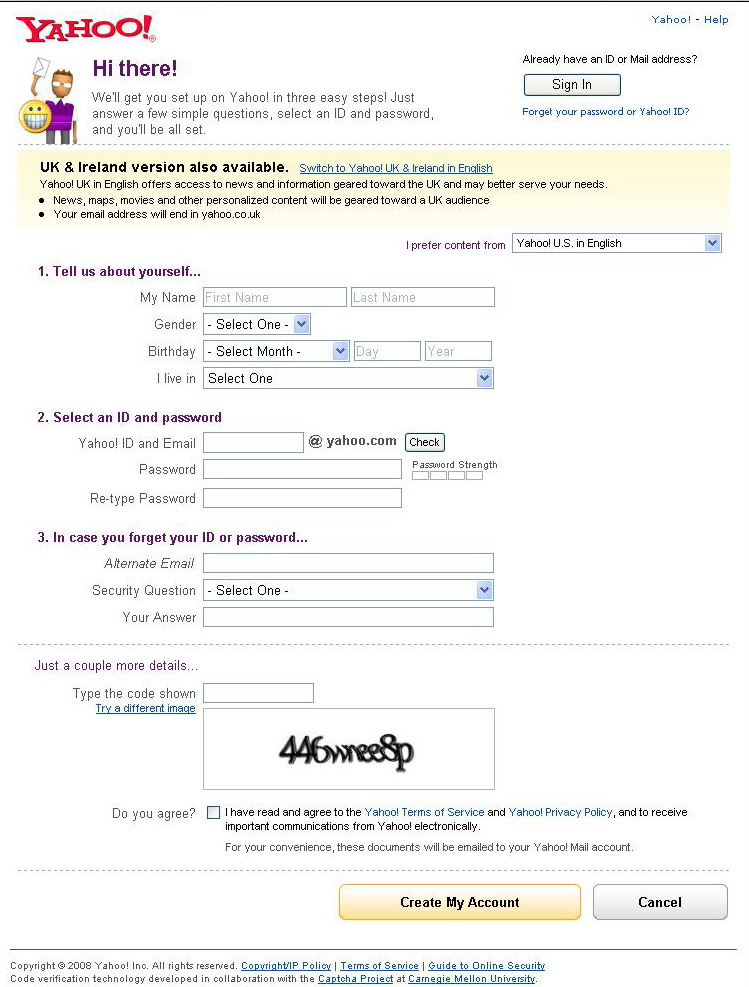 YAHOO!
Yahoo! - Help
Hi there!
We'll get you set up on Yahoo! in three easy steps! Just
answer a few simple questions, select an ID and password,
and you'll be all set.
Already have an ID or Mail address?
Sign In
Forget your password or Yahoo! ID?
UK & Ireland version also available. Switch to Yahoo! UK & Ireland in English
Yahoo! UK in English offers access to news and information geared toward the UK and may better serve your needs.
• News, maps, movies and other personalized content will be geared toward a UK audience
• Your email address will end in yahoo.co.uk
I prefer content from Yahoo! U.S. in English
1. Tell us about yourself...
My Name First Name Last Name
Gender - Select One -
Birthday - Select Month - Day Year
I live in Select One
2. Select an ID and password
Yahoo! ID and Email @ yahoo.com Check
Password Password Strength
Re-type Password
3. In case you forget your ID or password...
Alternate Email
Security Question - Select One -
Your Answer
Just a couple more details...
Type the code shown
Try a different image
446wnee8p
Do you agree? I have read and agree to the Yahoo! Terms of Service and Yahoo! Privacy Policy, and to receive
important communications from Yahoo! electronically.
For your convenience, these documents will be emailed to your Yahoo! Mail account.
Create My Account Cancel
Copyright © 2008 Yahoo! Inc. All rights reserved. Copyright/IP Policy | Terms of Service | Guide to Online Security
Code verification technology developed in collaboration with the Captcha Project at Carnegie Mellon University.